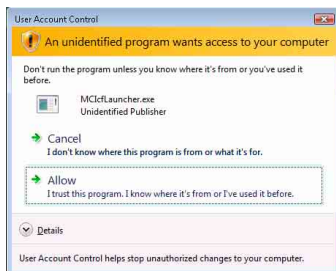 User Account Control
An unidentified program wants access to your computer
Don't run the program unless you know where it's from or you've used it
before.
MCIcfLauncher.exe
Unidentified Publisher
Cancel
I don't know where this program is from or what it's for.
Allow
I trust this program. I know where it's from or I've used it before.
Details
User Account Control helps stop unauthorized changes to your computer.